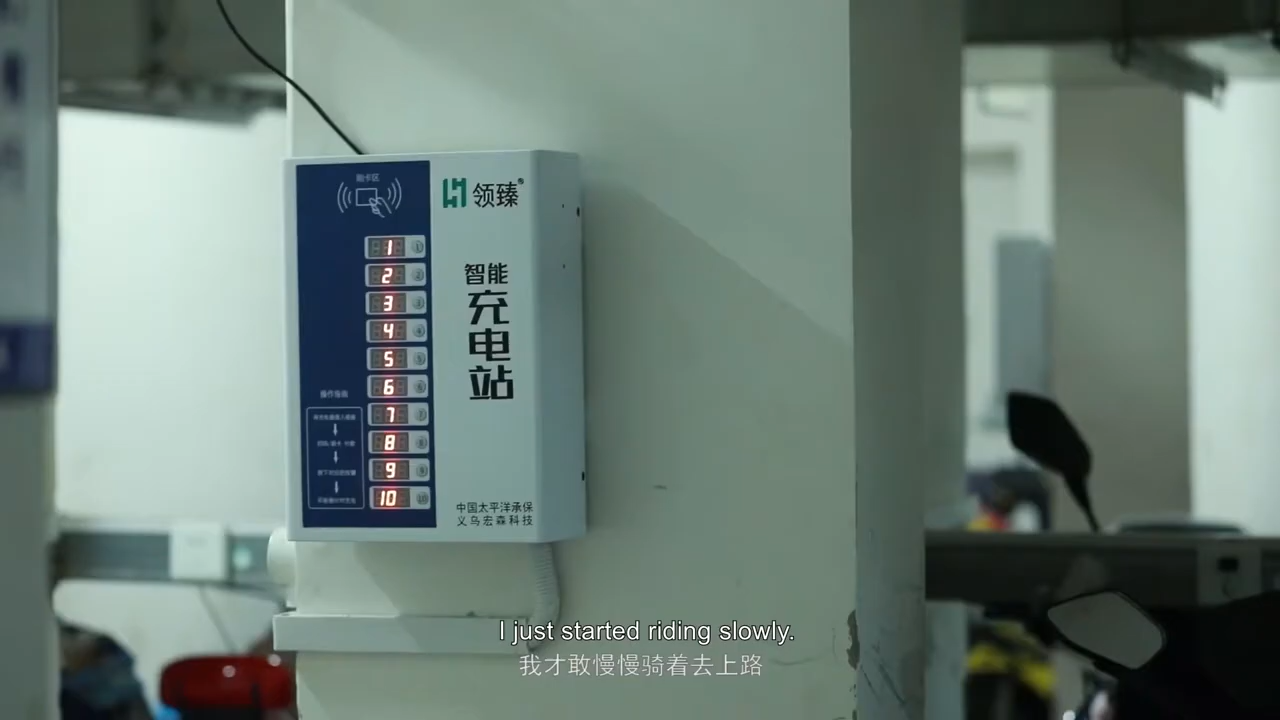 刷卡区
领臻®
1
2
3
4
5
6
7
8
9
10
智能
充
电
站
操作指南
中国太平洋承保
义乌宏森科技
I just started riding slowly.
我才敢慢慢骑着去上路